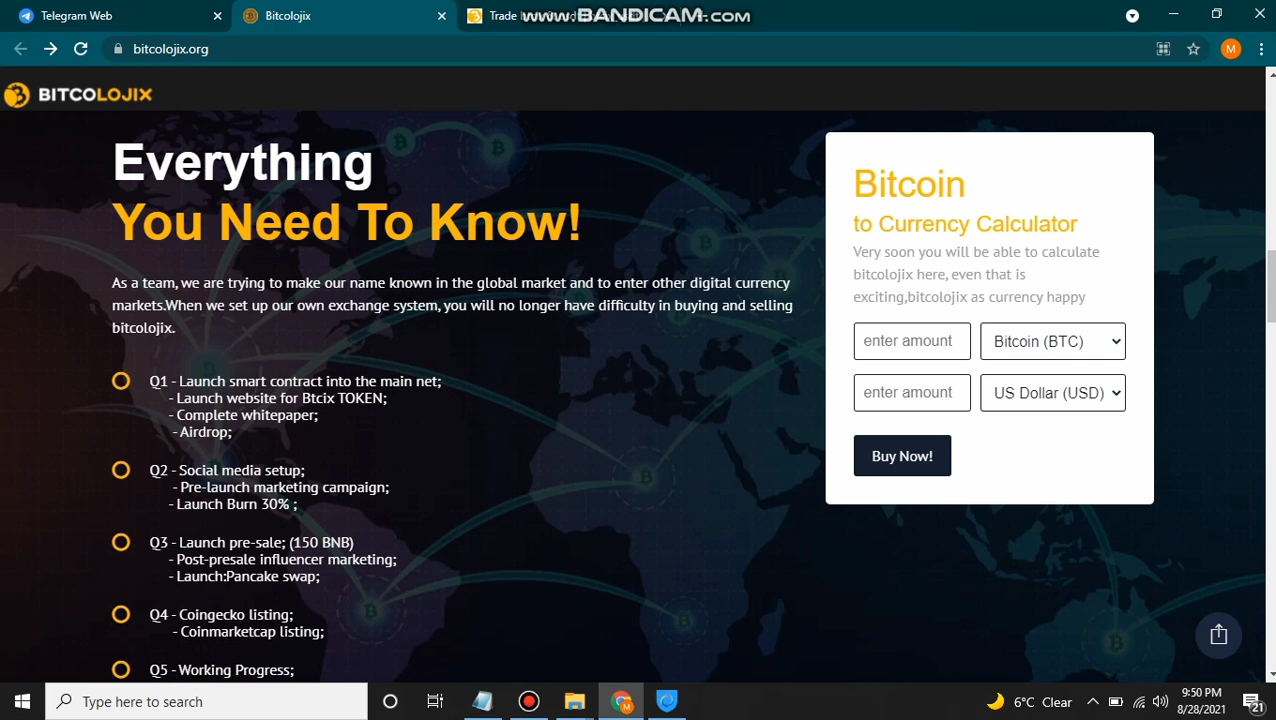 Telegram Web
Bitcolojix
Trade
WWW.BANDICAM.COM
bitcolojix.org
M
BITCOLOJIX
Everything
You Need To Know!
As a team, we are trying to make our name known in the global market and to enter other digital currency
markets.When we set up our own exchange system, you will no longer have difficulty in buying and selling
bitcolojix.
Q1 - Launch smart contract into the main net;
- Launch website for Btcix TOKEN;
- Complete whitepaper;
- Airdrop;
Q2 - Social media setup;
- Pre-launch marketing campaign;
- Launch Burn 30% ;
Q3 - Launch pre-sale; (150 BNB)
- Post-presale influencer marketing;
- Launch:Pancake swap;
Q4 - Coingecko listing;
- Coinmarketcap listing;
Q5 - Working Progress;
Bitcoin
to Currency Calculator
Very soon you will be able to calculate
bitcolojix here, even that is
exciting,bitcolojix as currency happy
enter amount
Bitcoin (BTC)
enter amount
US Dollar (USD)
Buy Now!
Type here to search
M
6°C Clear
9:50 PM
8/28/2021
21